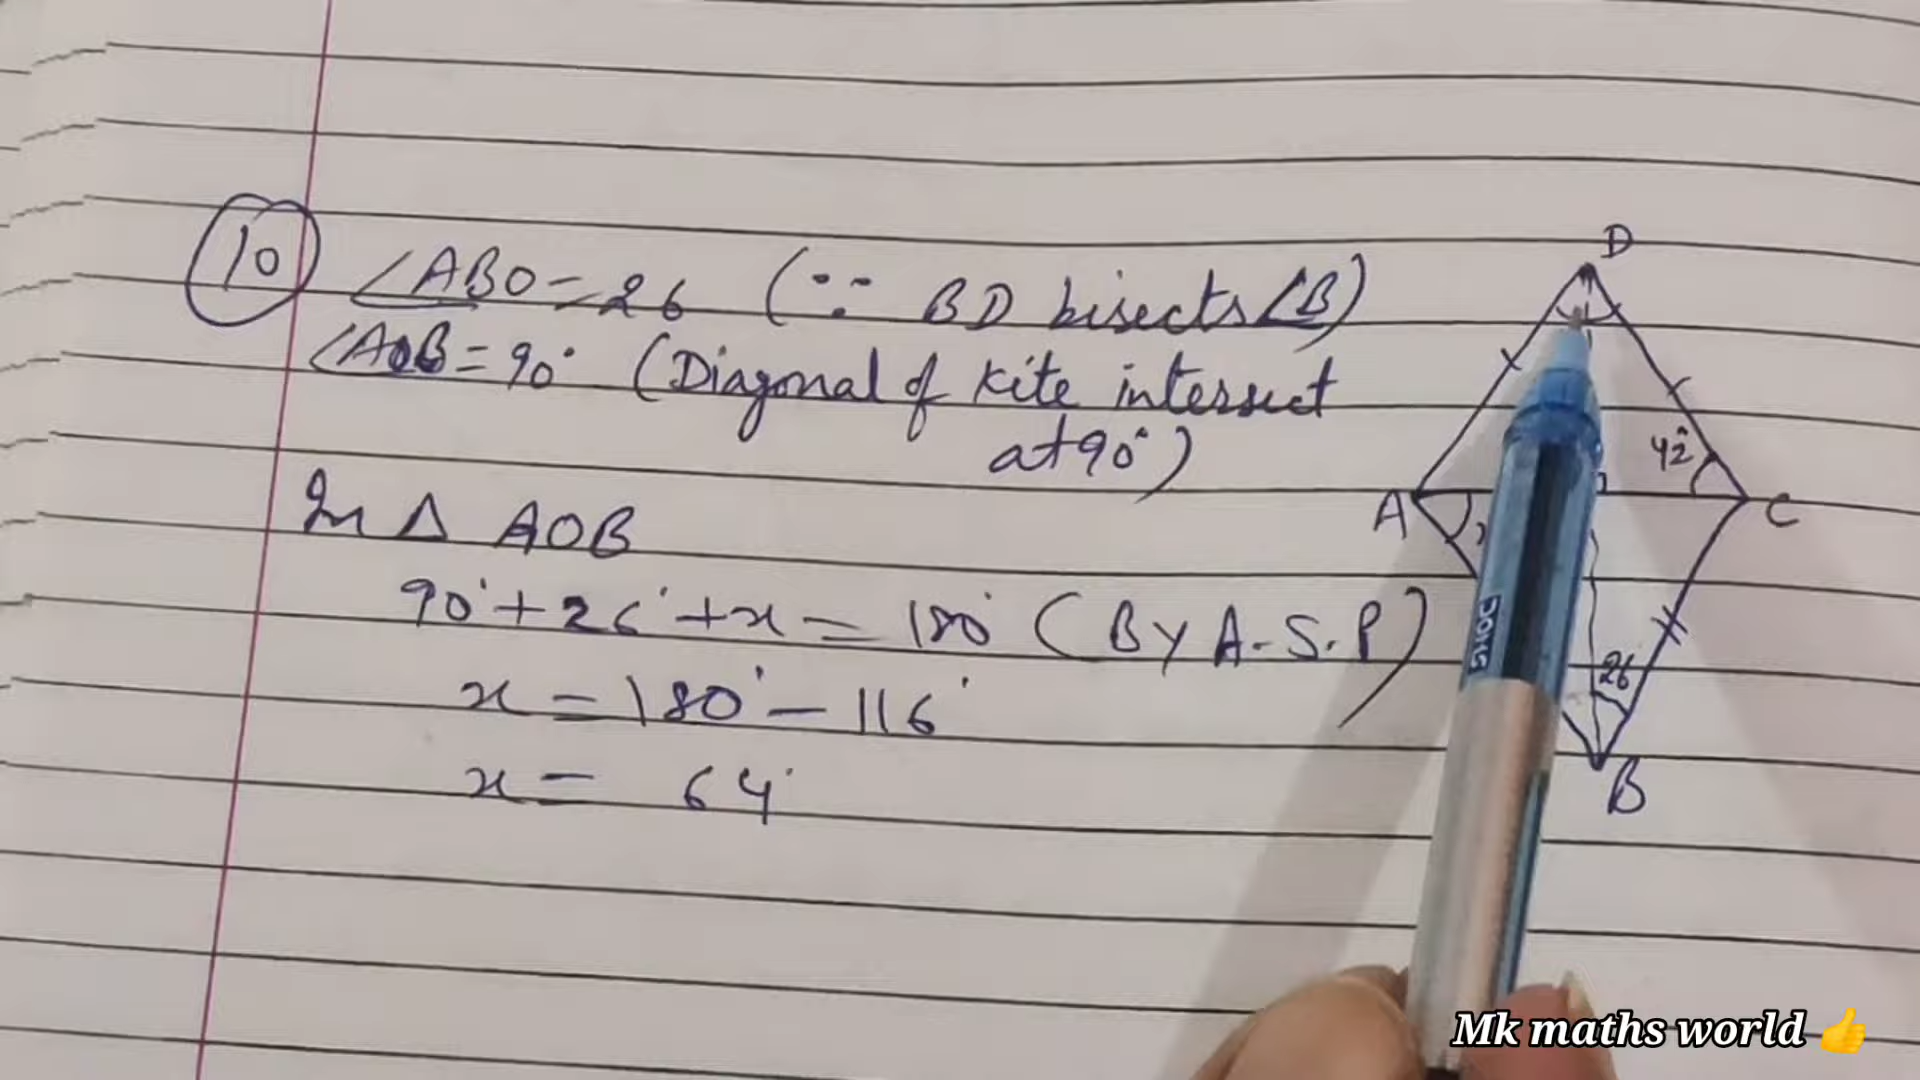 10
∠ABO = 26 (∵ BD bisects ∠B)
∠AOB = 90° (Diagonal of kite intersect
at 90°)
In Δ AOB
90° + 26° + x = 180° (By A.S.P)
x = 180° - 116°
x = 64°
D
42°
A
C
26
B
SONS
Mk maths world 👍